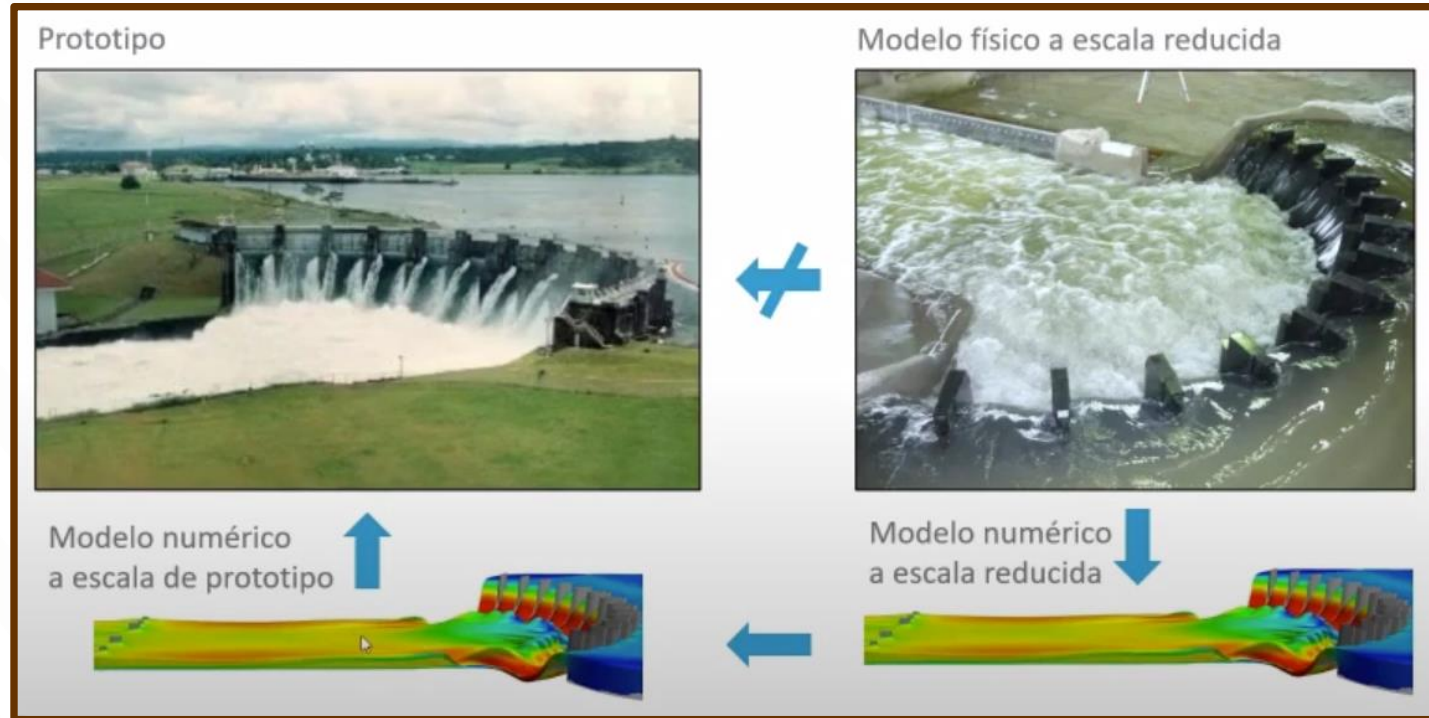 Prototipo
Modelo físico a escala reducida
Modelo numérico
a escala de prototipo
Modelo numérico
a escala reducida